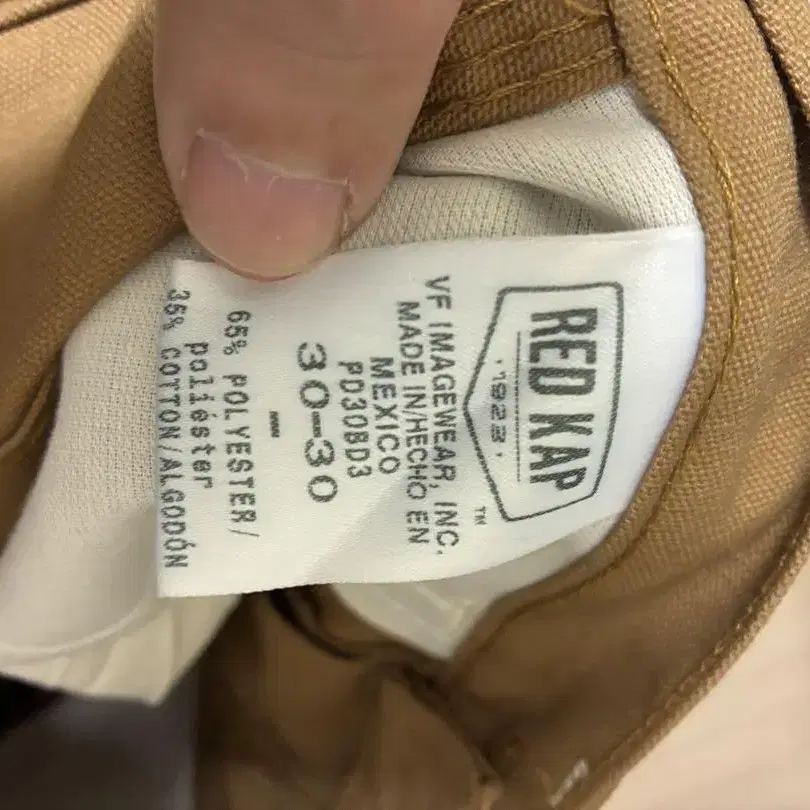 RED KAP
'1923'
TM
VF IMAGEWEAR, INC.
MADE IN/HECHO EN
MEXICO
PD30BD3
30-30
-
65% POLYESTER/
poliéster
35% COTTON/ALGODÓN